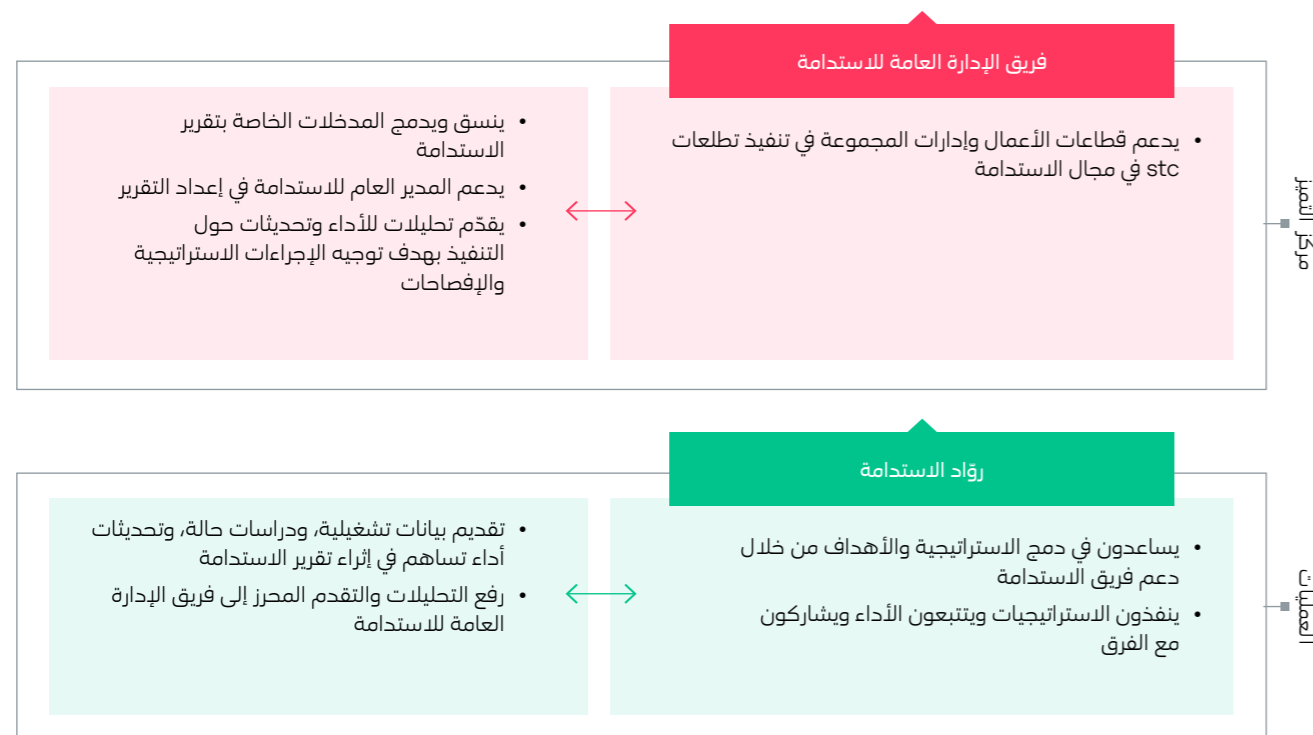 فريق الإدارة العامة للاستدامة
مركز التميز
• يدعم قطاعات الأعمال وإدارات المجموعة في تنفيذ تطلعات
stc في مجال الاستدامة
• ينسق ويدمج المدخلات الخاصة بتقرير
الاستدامة
• يدعم المدير العام للاستدامة في إعداد التقرير
• يقدّم تحليلات للأداء وتحديثات حول
التنفيذ بهدف توجيه الإجراءات الاستراتيجية
والإفصاحات
روّاد الاستدامة
العمليات
• يساعدون في دمج الاستراتيجية والأهداف من خلال
دعم فريق الاستدامة
• ينفذون الاستراتيجيات ويتتبعون الأداء ويشاركون
مع الفرق
• تقديم بيانات تشغيلية، ودراسات حالة، وتحديثات
أداء تساهم في إثراء تقرير الاستدامة
• رفع التحليلات والتقدم المحرز إلى فريق الإدارة
العامة للاستدامة